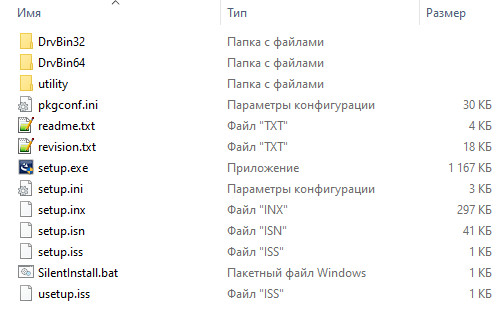 Имя Тип Размер
DrvBin32 Папка с файлами
DrvBin64 Папка с файлами
utility Папка с файлами
pkgconf.ini Параметры конфигурации 30 КБ
readme.txt Файл "TXT" 4 КБ
revision.txt Файл "TXT" 18 КБ
setup.exe Приложение 1 167 КБ
setup.ini Параметры конфигурации 3 КБ
setup.inx Файл "INX" 297 КБ
setup.isn Файл "ISN" 41 КБ
setup.iss Файл "ISS" 1 КБ
SilentInstall.bat Пакетный файл Windows 1 КБ
usetup.iss Файл "ISS" 1 КБ